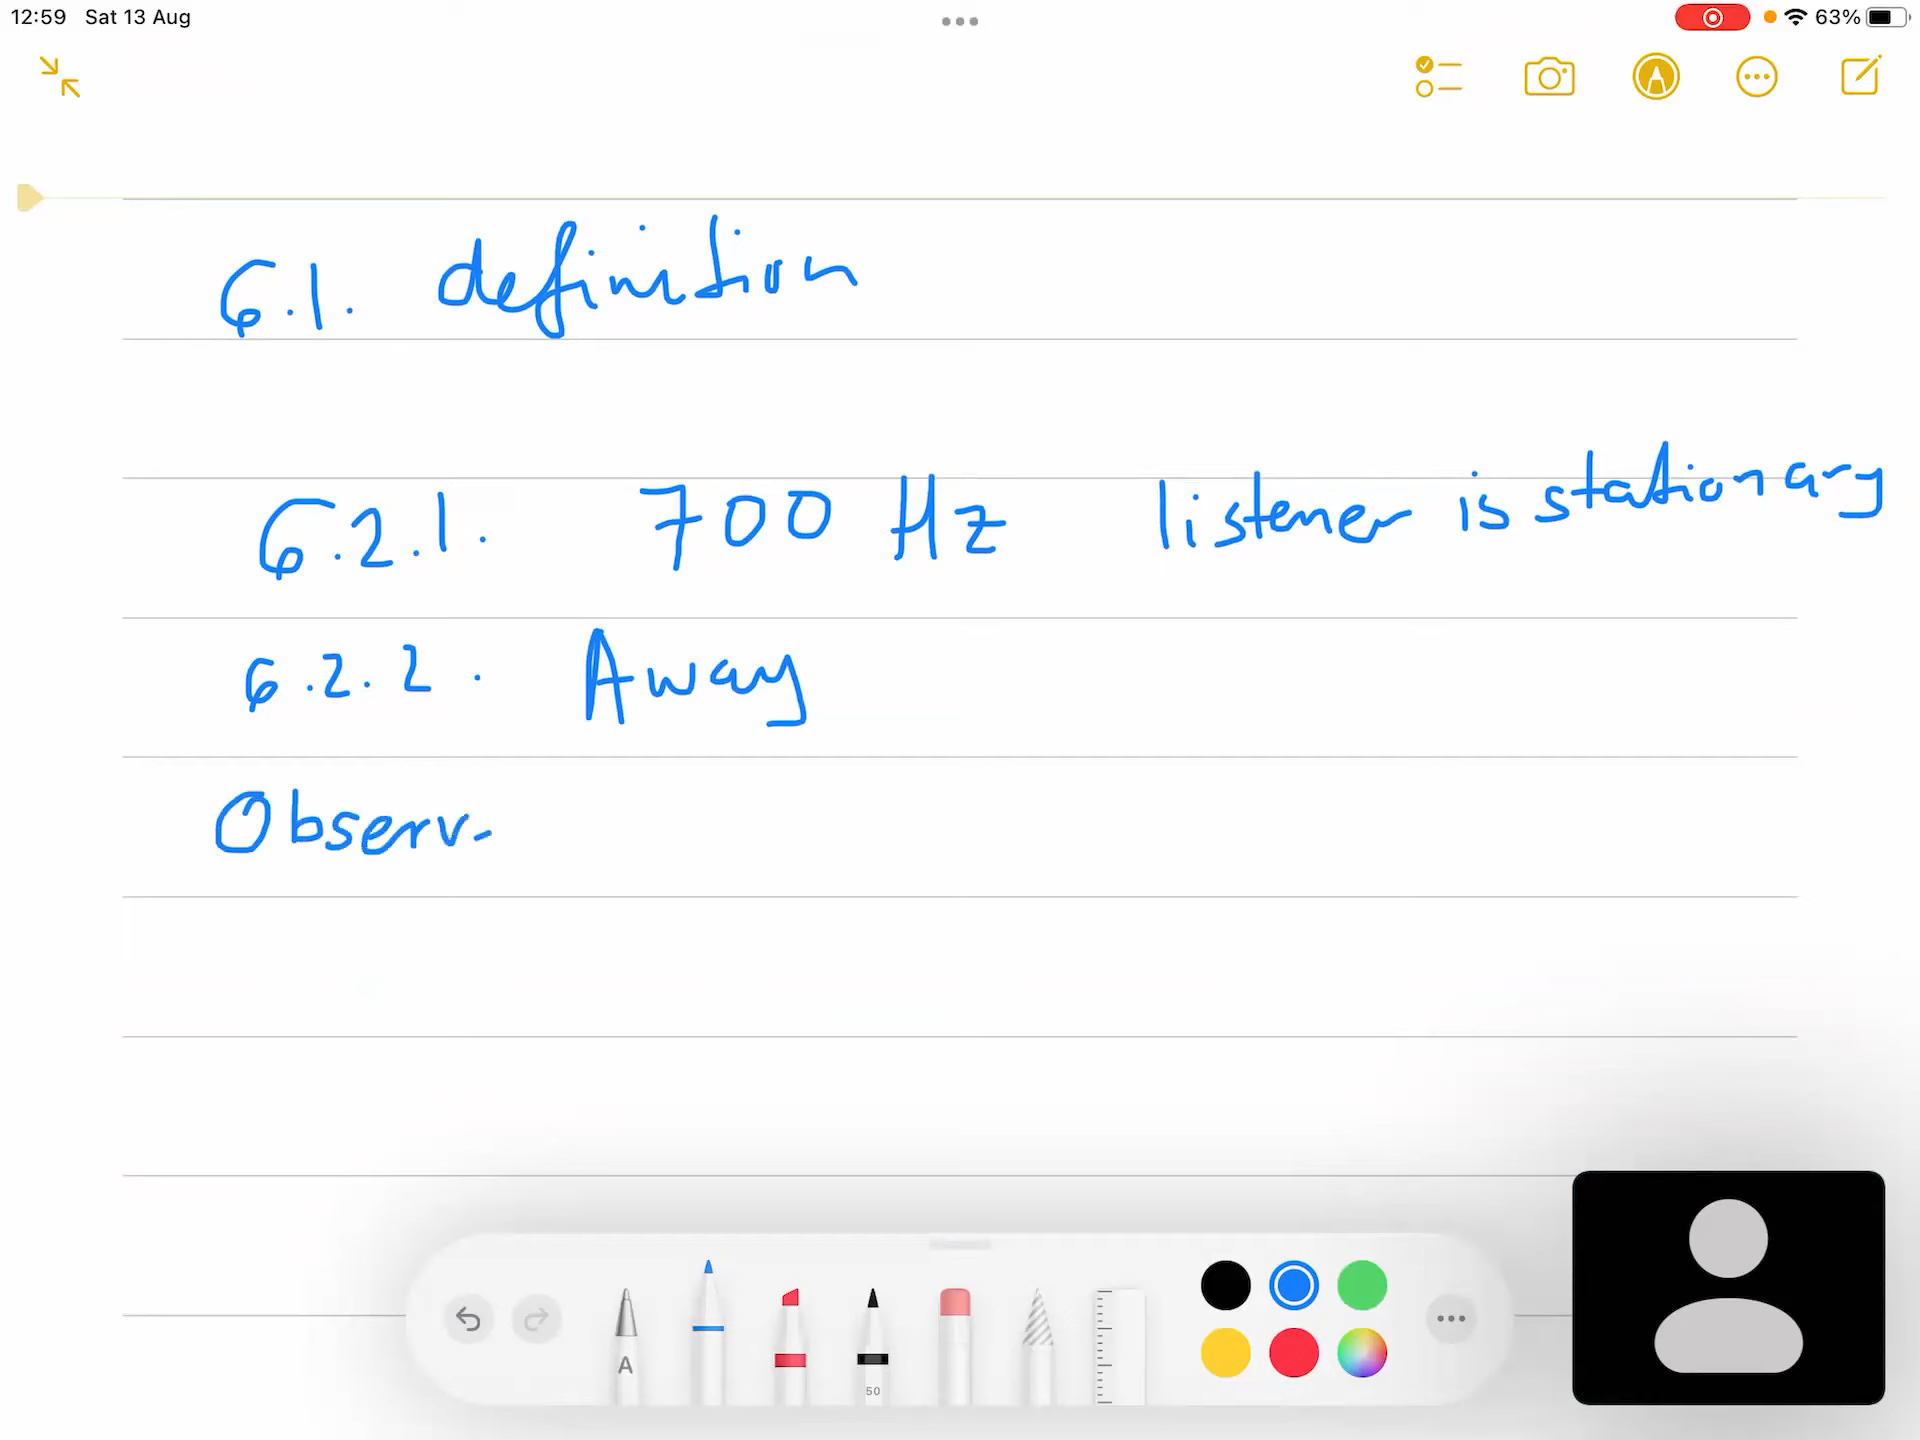 12:59 Sat 13 Aug 63%
6.1. definition
6.2.1. 700 Hz listener is stationary
6.2.2. Away
Observ-
A
50